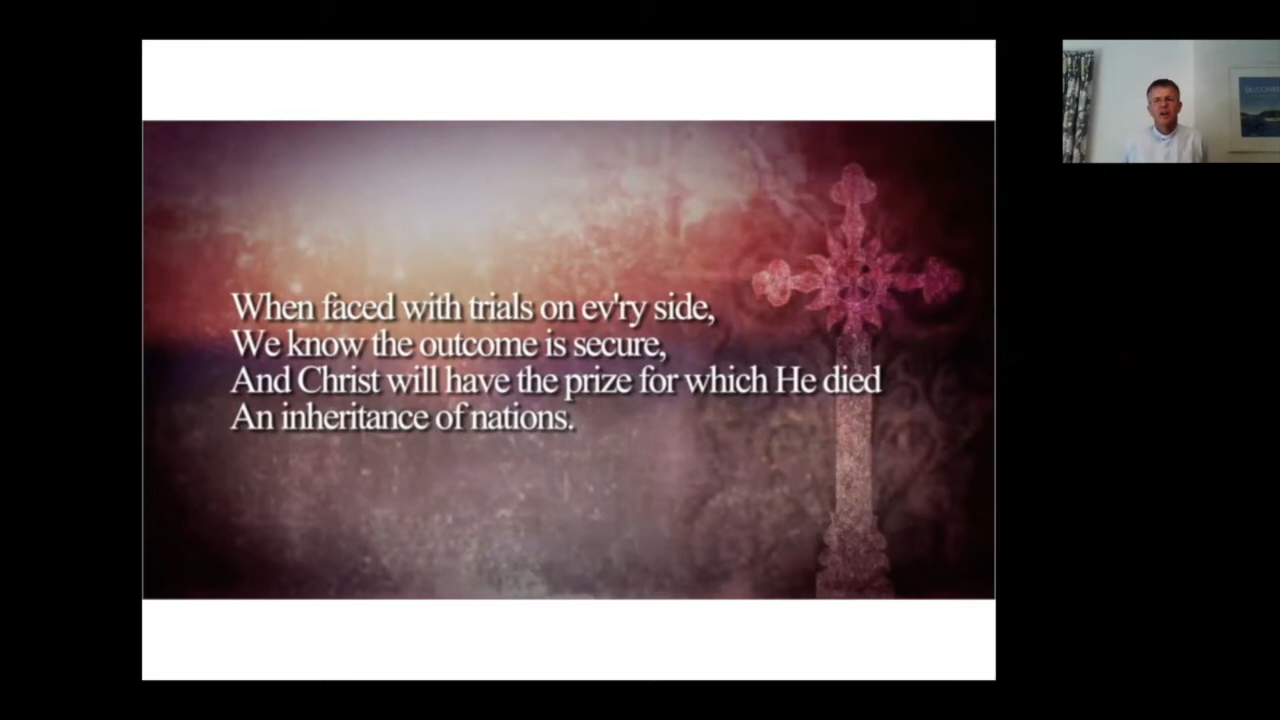 When faced with trials on ev'ry side,
We know the outcome is secure,
And Christ will have the prize for which He died
An inheritance of nations.